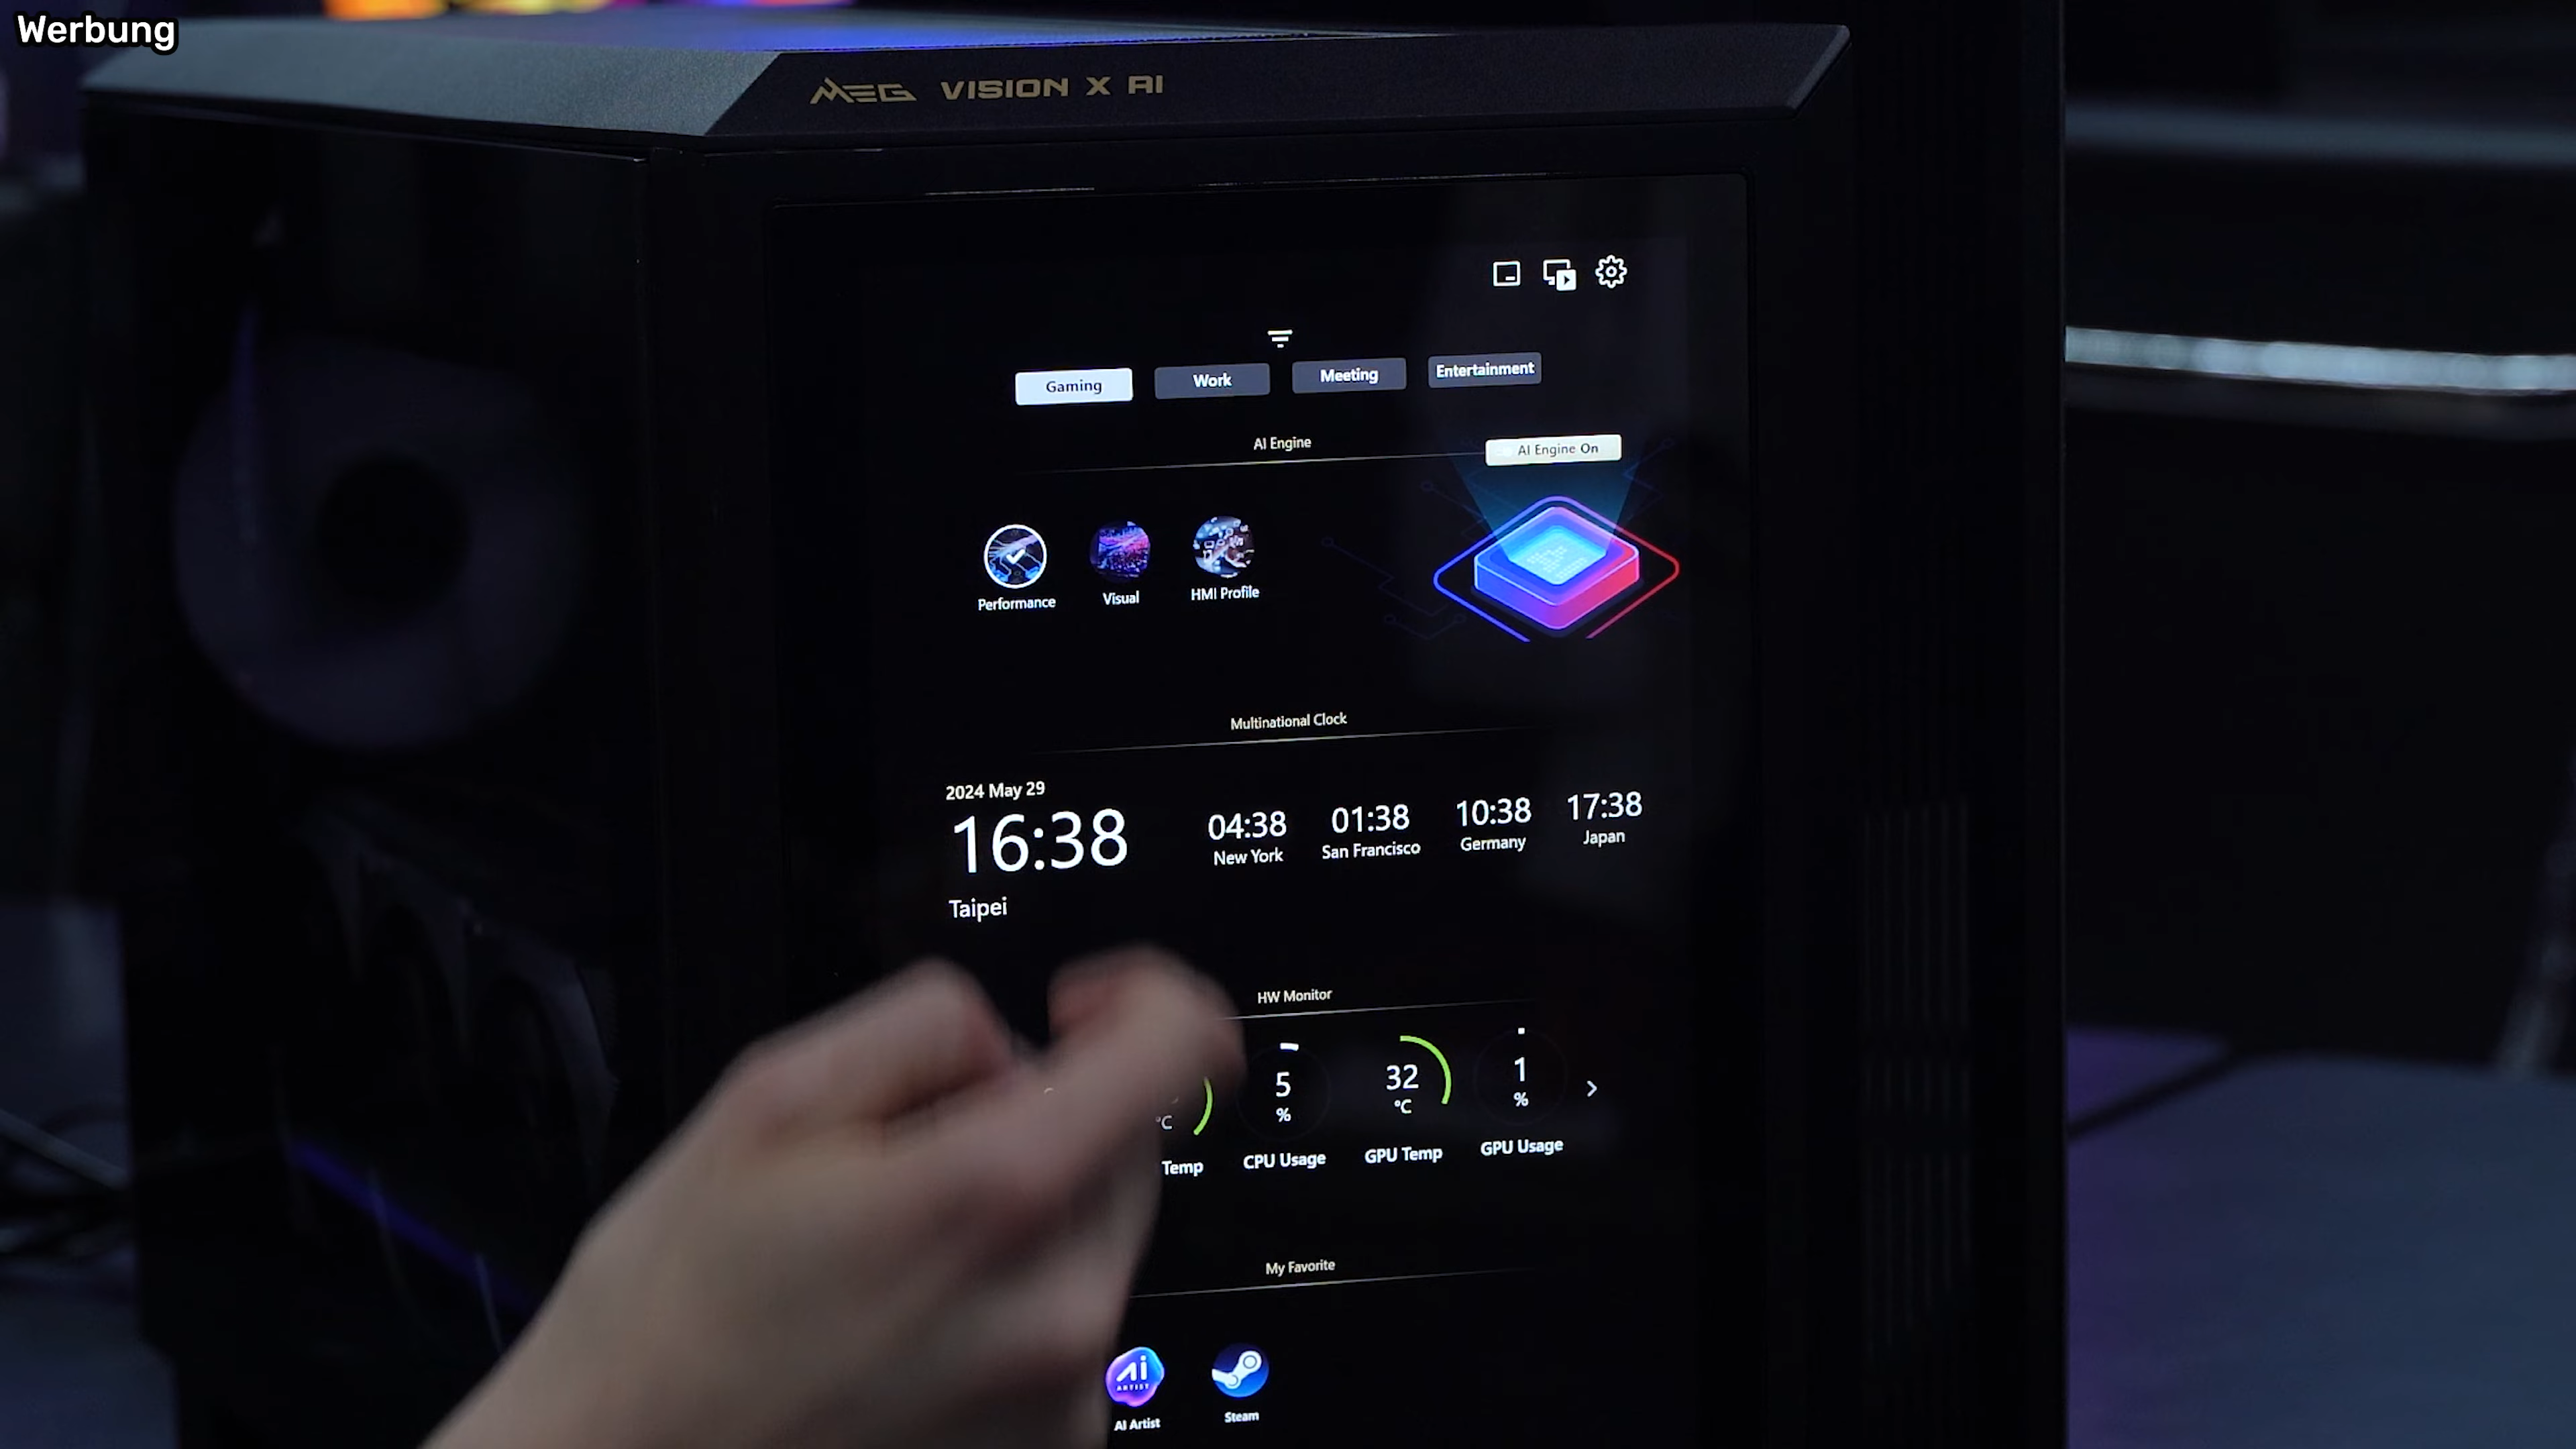 Werbung
MEG VISION X AI
Gaming
Work
Meeting
Entertainment
AI Engine
AI Engine On
Performance
Visual
HMI Profile
Multinational Clock
2024 May 29
16:38
Taipei
04:38
New York
01:38
San Francisco
10:38
Germany
17:38
Japan
HW Monitor
°C
Temp
5
%
CPU Usage
32
°C
GPU Temp
1
%
GPU Usage
My Favorite
Ai
ARTIST
AI Artist
Steam